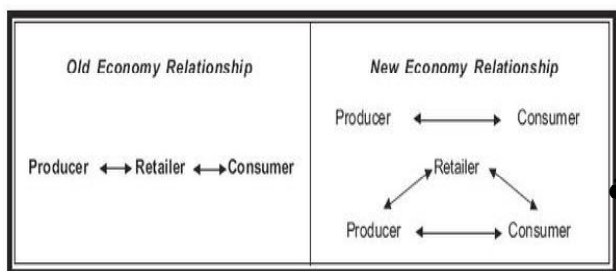 Old Economy Relationship
Producer Retailer Consumer
New Economy Relationship
Producer Consumer
Retailer
Producer Consumer